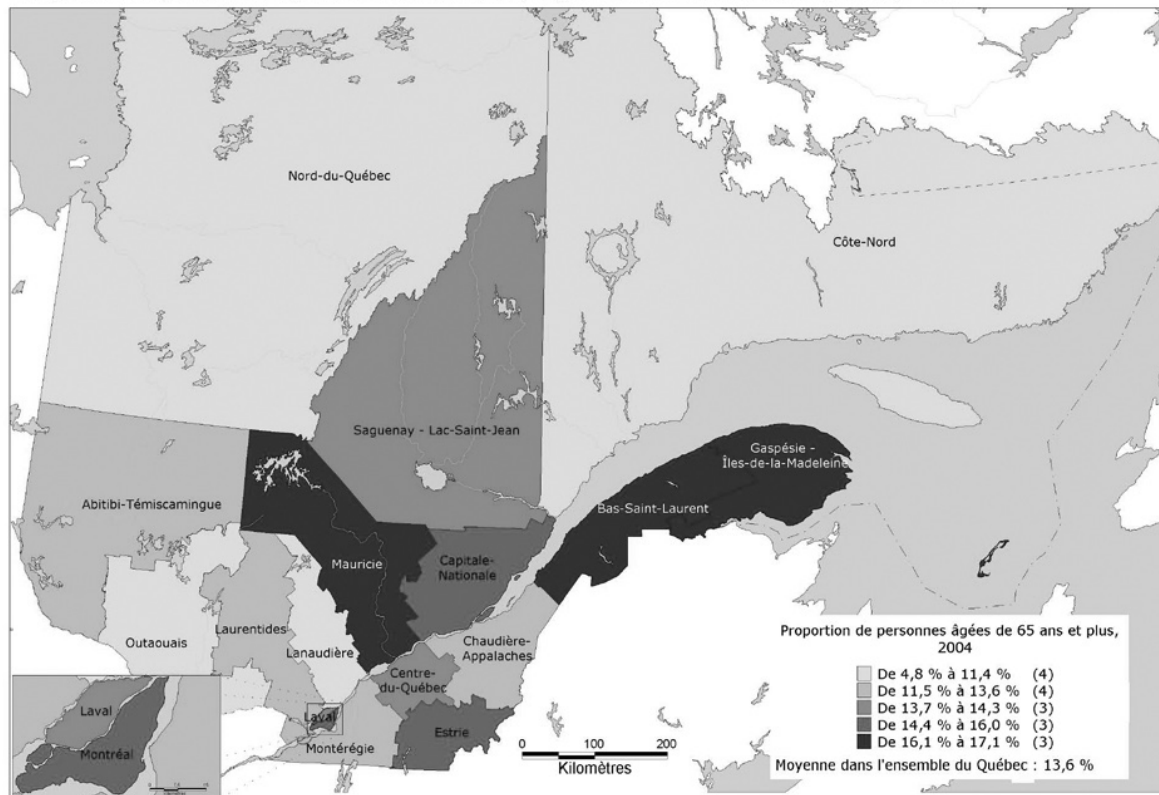 Nord-du-Québec
Côte-Nord
Saguenay - Lac-Saint-Jean
Gaspésie -
Îles-de-la-Madeleine
Abitibi-Témiscamingue
Bas-Saint-Laurent
Mauricie
Capitale-
Nationale
Outaouais
Laurentides
Lanaudière
Chaudière-
Appalaches
Centre-
du-Québec
Laval
Montréal
Laval
Montérégie
Estrie
0 100 200
Kilomètres
Proportion de personnes âgées de 65 ans et plus,
2004
De 4,8 % à 11,4 % (4)
De 11,5 % à 13,6 % (4)
De 13,7 % à 14,3 % (3)
De 14,4 % à 16,0 % (3)
De 16,1 % à 17,1 % (3)
Moyenne dans l'ensemble du Québec : 13,6 %